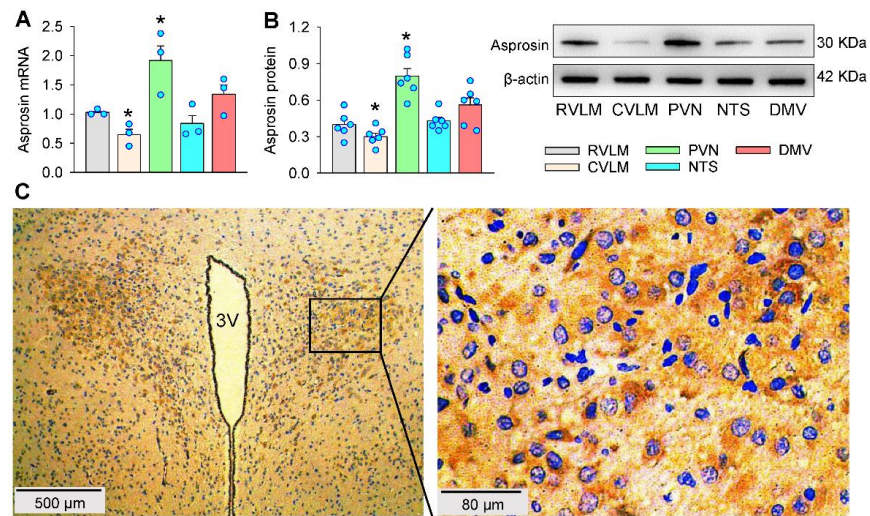 A
Asprosin mRNA
2.5
2.0
1.5
1.0
0.5
0.0
*
*
B
Asprosin protein
1.2
0.9
0.6
0.3
0.0
*
*
Asprosin
30 KDa
β-actin
42 KDa
RVLM CVLM PVN NTS DMV
RVLM PVN DMV
CVLM NTS
C
3V
500 µm
80 µm